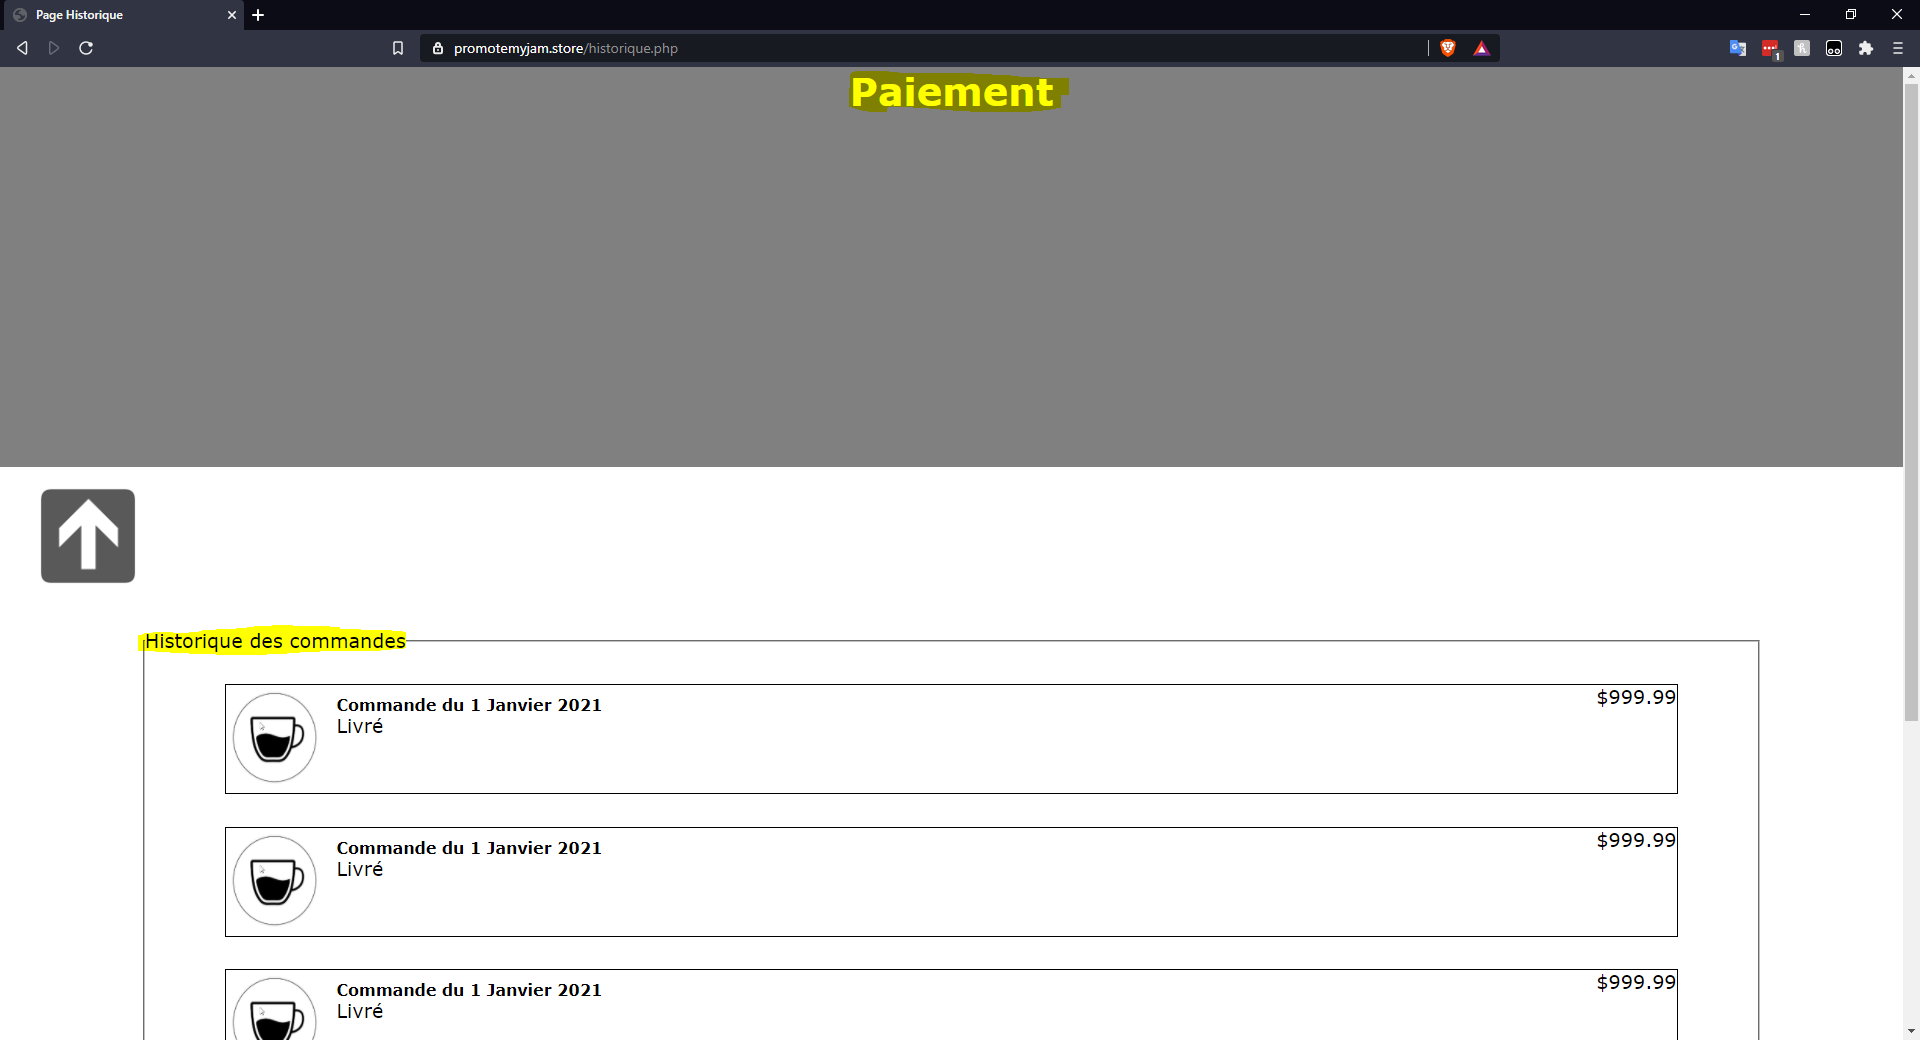 Page Historique
promotemyjam.store/historique.php
1
Paiement
Historique des commandes
Commande du 1 Janvier 2021
$999.99
Livré
Commande du 1 Janvier 2021
$999.99
Livré
Commande du 1 Janvier 2021
$999.99
Livré